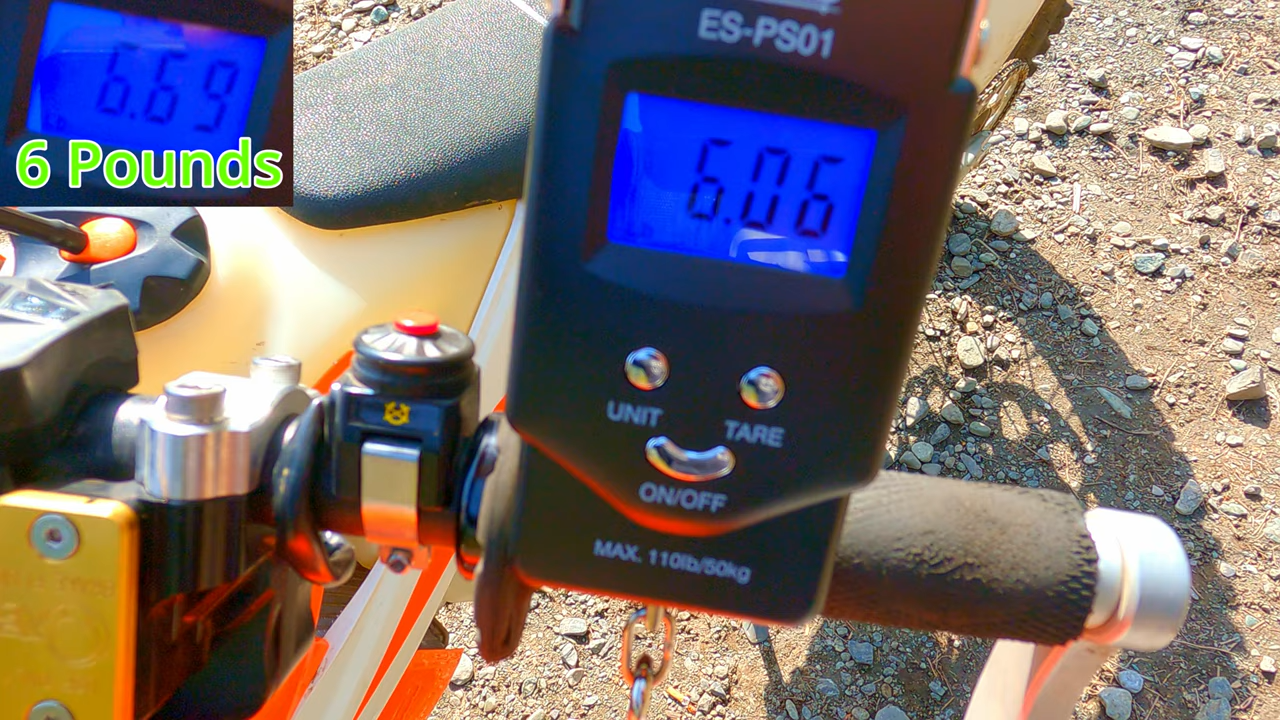 6.69
6 Pounds
ES-PS01
6.06
UNIT
TARE
ON/OFF
MAX. 110lb/50kg